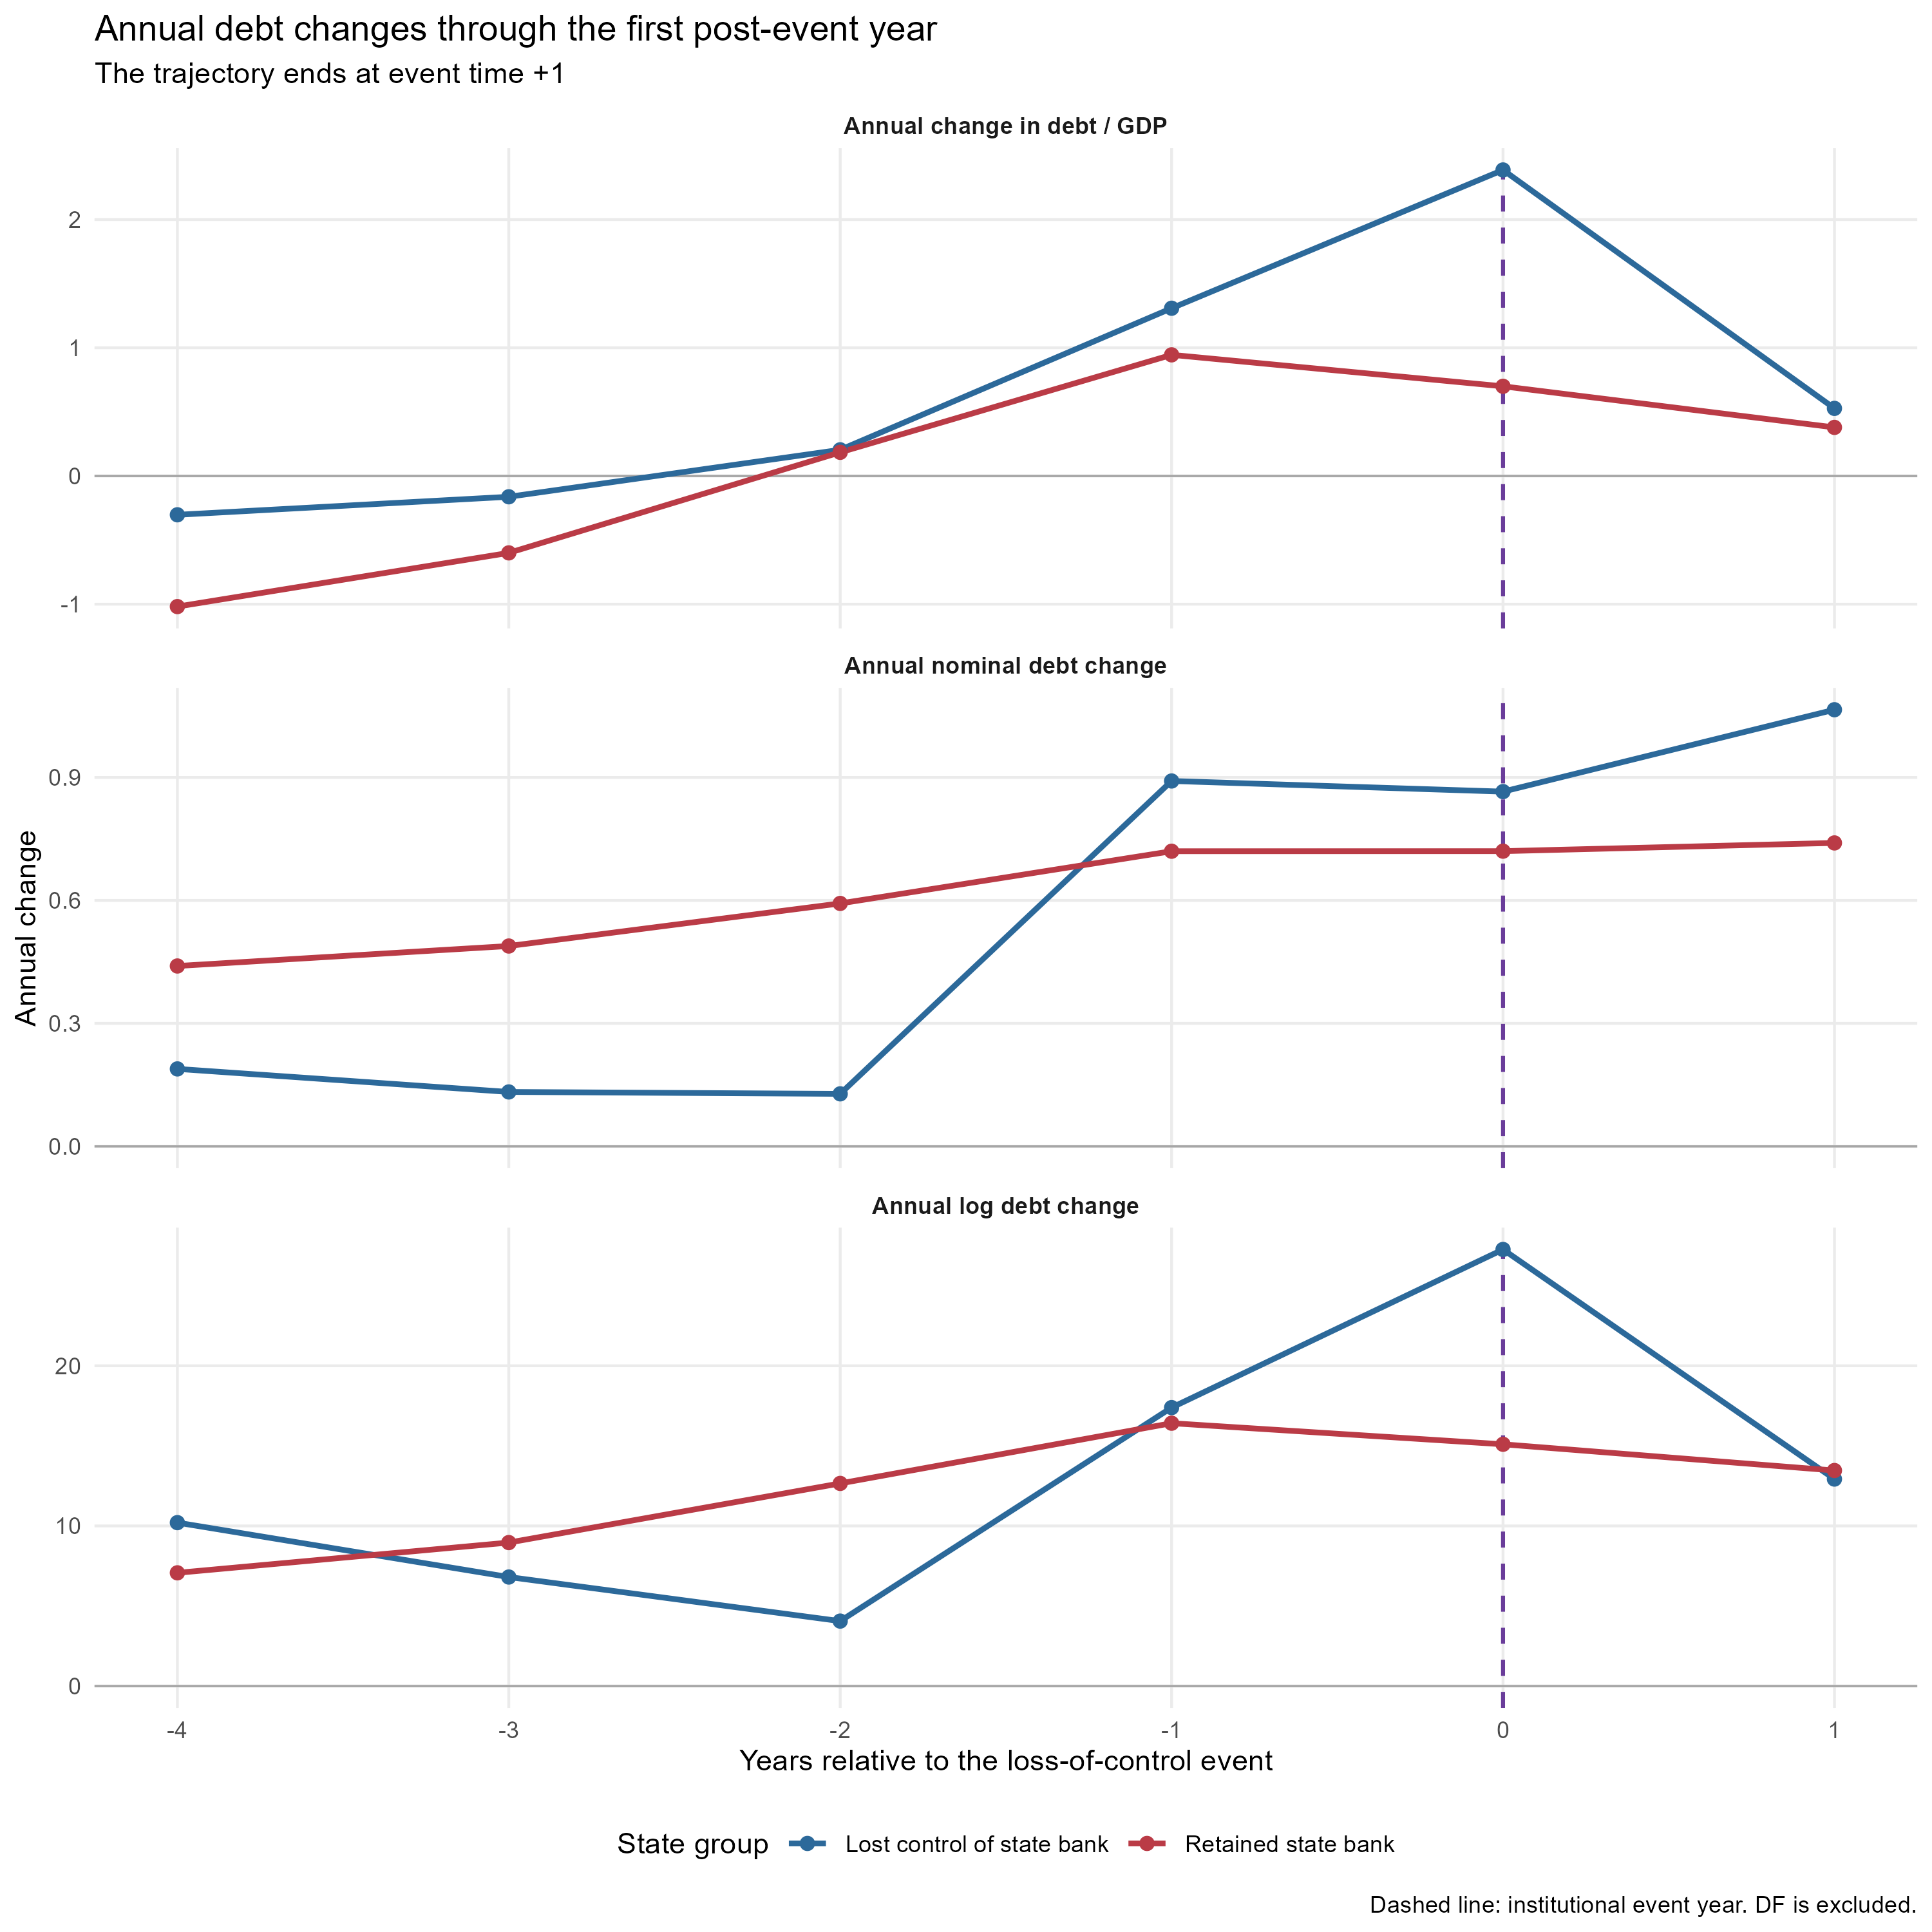 Annual debt changes through the first post-event year
The trajectory ends at event time +1
Annual change in debt / GDP
2
1
0
-1
Annual nominal debt change
0.9
0.6
0.3
0.0
Annual change
Annual log debt change
20
10
0
-4 -3 -2 -1 0 1
Years relative to the loss-of-control event
State group Lost control of state bank Retained state bank
Dashed line: institutional event year. DF is excluded.